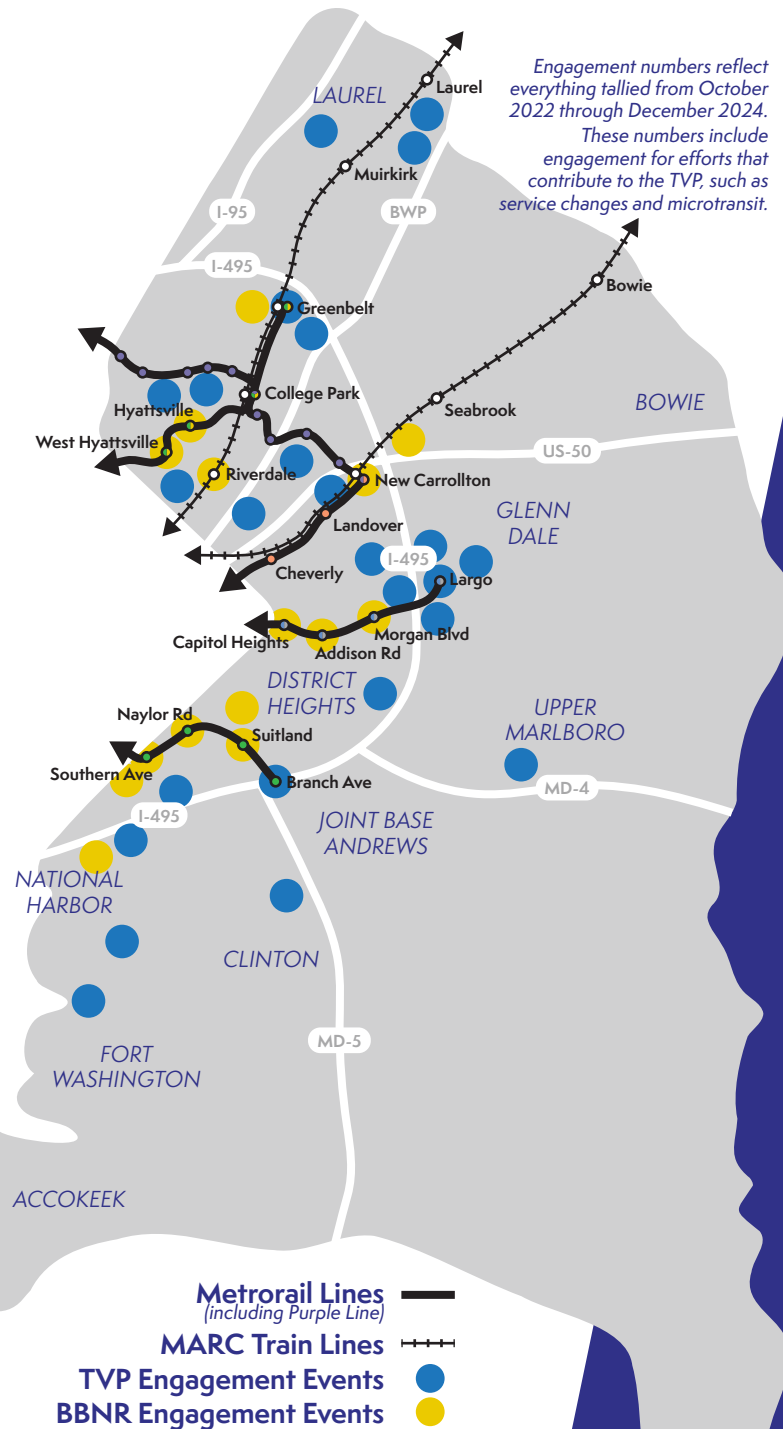 Engagement numbers reflect
everything tallied from October
2022 through December 2024.
These numbers include
engagement for efforts that
contribute to the TVP, such as
service changes and microtransit.
Laurel
LAUREL
Muirkirk
I-95
BWP
I-495
Bowie
Greenbelt
College Park
Seabrook
BOWIE
Hyattsville
West Hyattsville
US-50
Riverdale
New Carrollton
GLENN
DALE
Landover
I-495
Cheverly
Largo
Capitol Heights
Morgan Blvd
Addison Rd
DISTRICT
HEIGHTS
Naylor Rd
UPPER
MARLBORO
Suitland
Southern Ave
Branch Ave
MD-4
I-495
JOINT BASE
ANDREWS
NATIONAL
HARBOR
CLINTON
MD-5
FORT
WASHINGTON
ACCOKEEK
Metrorail Lines
(including Purple Line)
MARC Train Lines
TVP Engagement Events
BBNR Engagement Events